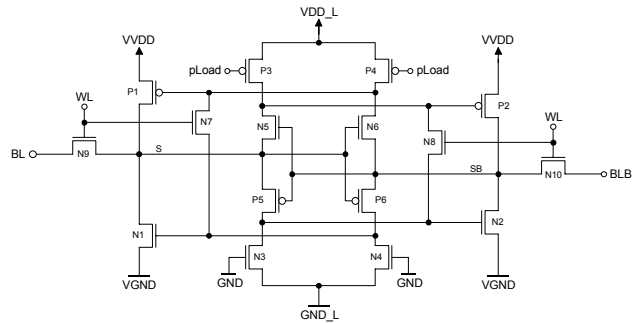 VDD_L
VVDD
VVDD
pLoad
P3
P4
pLoad
P1
P2
WL
WL
N7
N5
N6
N8
BL
N9
S
SB
N10
BLB
P5
P6
N1
N2
N3
N4
GND
GND
VGND
VGND
GND_L